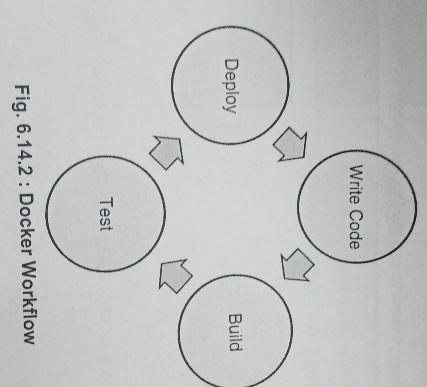 Write Code
Deploy
Build
Test
Fig. 6.14.2 : Docker Workflow